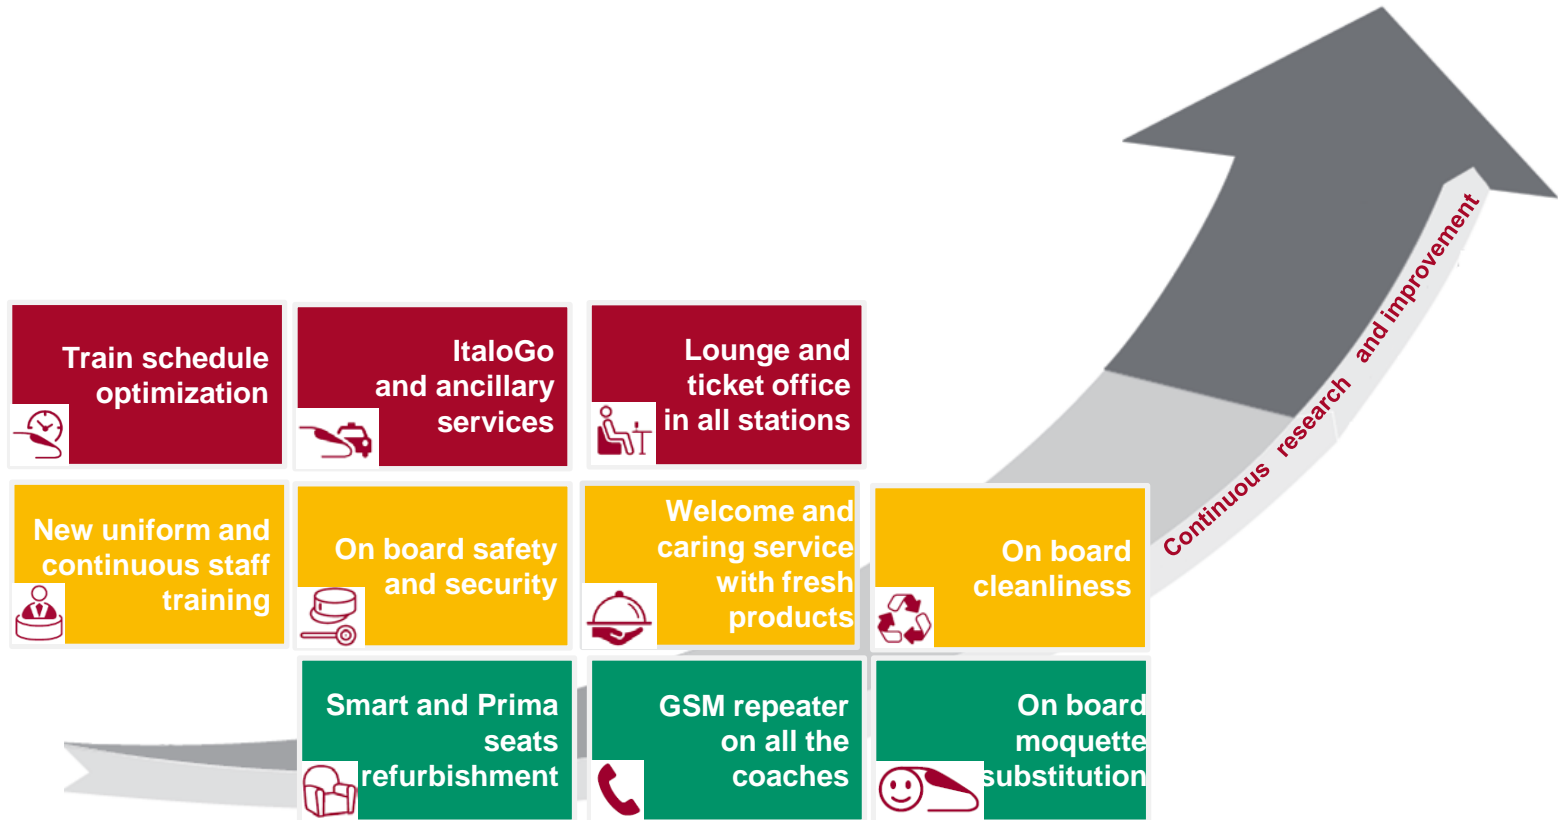 Train schedule
optimization
ItaloGo
and ancillary
services
Lounge and
ticket office
in all stations
New uniform and
continuous staff
training
On board safety
and security
Welcome and
caring service
with fresh
products
On board
cleanliness
Smart and Prima
seats
refurbishment
GSM repeater
on all the
coaches
On board
moquette
substitution
Continuous research and improvement